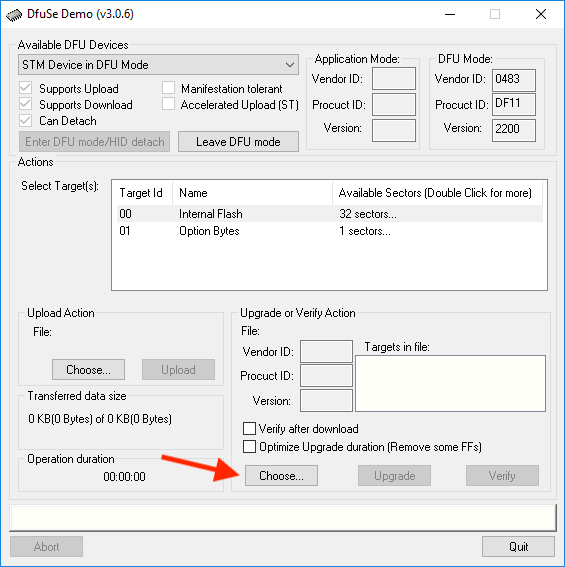 DfuSe Demo (v3.0.6)
Available DFU Devices
STM Device in DFU Mode
Supports Upload
Manifestation tolerant
Supports Download
Accelerated Upload (ST)
Can Detach
Enter DFU mode/HID detach
Leave DFU mode
Application Mode:
Vendor ID:
Procuct ID:
Version:
DFU Mode:
Vendor ID: 0483
Procuct ID: DF11
Version: 2200
Actions
Select Target(s):
Target Id Name Available Sectors (Double Click for more)
00 Internal Flash 32 sectors...
01 Option Bytes 1 sectors...
Upload Action
File:
Choose... Upload
Transferred data size
0 KB(0 Bytes) of 0 KB(0 Bytes)
Operation duration
00:00:00
Upgrade or Verify Action
File:
Vendor ID:
Procuct ID:
Version:
Targets in file:
Verify after download
Optimize Upgrade duration (Remove some FFs)
Choose... Upgrade Verify
Abort Quit